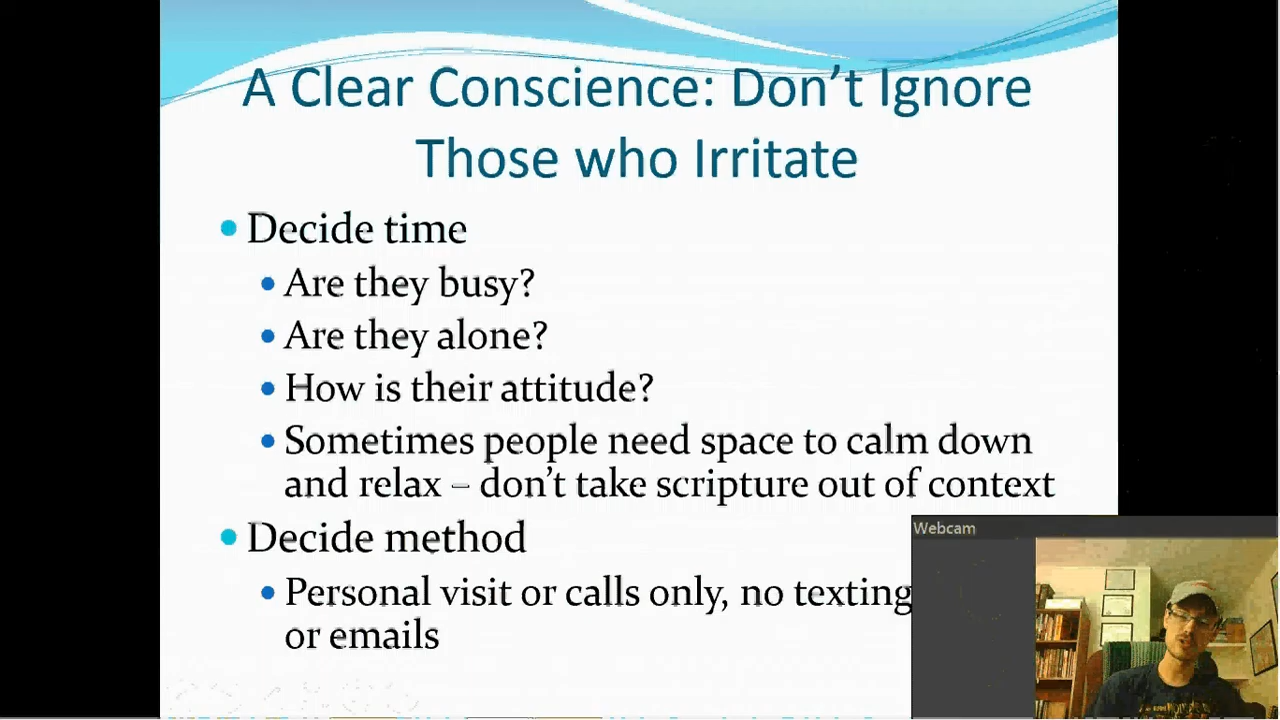 A Clear Conscience: Don't Ignore
Those who Irritate
• Decide time
• Are they busy?
• Are they alone?
• How is their attitude?
• Sometimes people need space to calm down
and relax – don't take scripture out of context
• Decide method
• Personal visit or calls only, no texting
or emails
Webcam